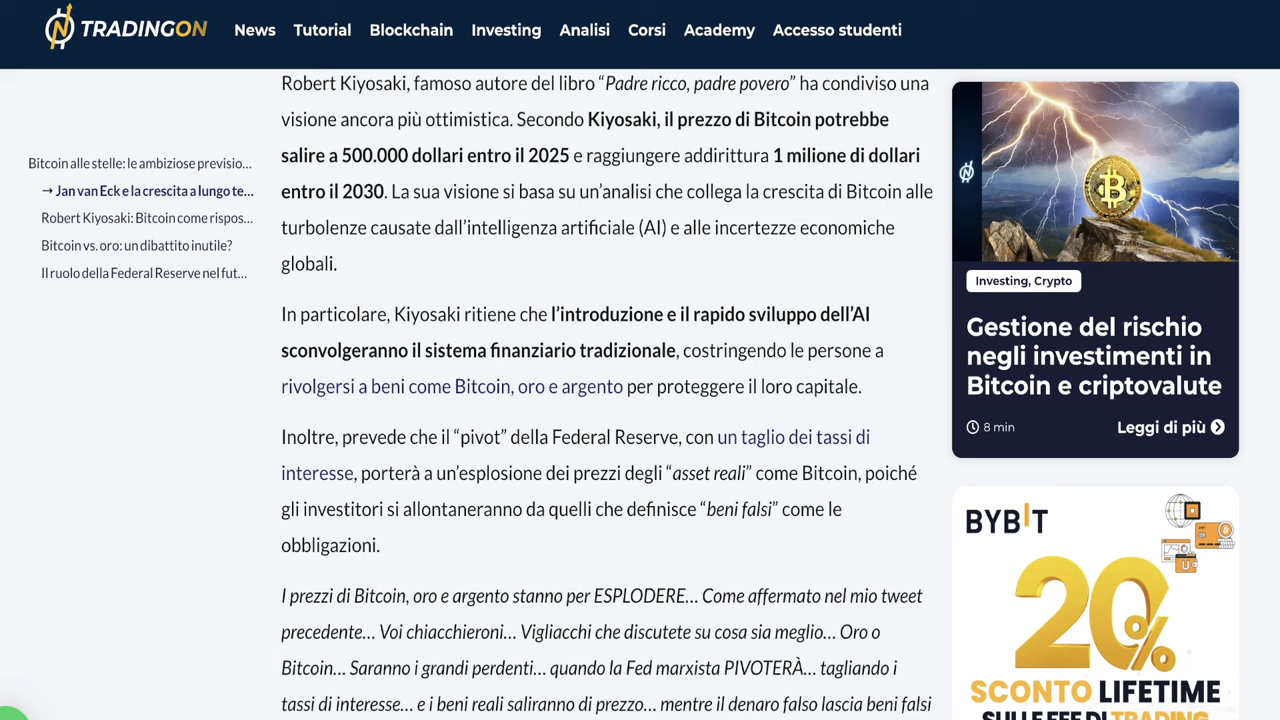 TRADINGON
News Tutorial Blockchain Investing Analisi Corsi Academy Accesso studenti
Bitcoin alle stelle: le ambiziose previsio...
→ Jan van Eck e la crescita a lungo te...
Robert Kiyosaki: Bitcoin come rispos...
Bitcoin vs. oro: un dibattito inutile?
Il ruolo della Federal Reserve nel fut...
Robert Kiyosaki, famoso autore del libro “Padre ricco, padre povero” ha condiviso una
visione ancora più ottimistica. Secondo Kiyosaki, il prezzo di Bitcoin potrebbe
salire a 500.000 dollari entro il 2025 e raggiungere addirittura 1 milione di dollari
entro il 2030. La sua visione si basa su un’analisi che collega la crescita di Bitcoin alle
turbolenze causate dall’intelligenza artificiale (AI) e alle incertezze economiche
globali.
In particolare, Kiyosaki ritiene che l’introduzione e il rapido sviluppo dell’AI
sconvolgeranno il sistema finanziario tradizionale, costringendo le persone a
rivolgersi a beni come Bitcoin, oro e argento per proteggere il loro capitale.
Inoltre, prevede che il “pivot” della Federal Reserve, con un taglio dei tassi di
interesse, porterà a un’esplosione dei prezzi degli “asset reali” come Bitcoin, poiché
gli investitori si allontaneranno da quelli che definisce “beni falsi” come le
obbligazioni.
I prezzi di Bitcoin, oro e argento stanno per ESPLODERE… Come affermato nel mio tweet
precedente… Voi chiacchieroni… Vigliacchi che discutete su cosa sia meglio… Oro o
Bitcoin… Saranno i grandi perdenti… quando la Fed marxista PIVOTERÀ… tagliando i
tassi di interesse… e i beni reali saliranno di prezzo… mentre il denaro falso lascia beni falsi
Investing, Crypto
Gestione del rischio
negli investimenti in
Bitcoin e criptovalute
8 min Leggi di più
BYBIT
20%
SCONTO LIFETIME
SULLE FEE DI TRADING